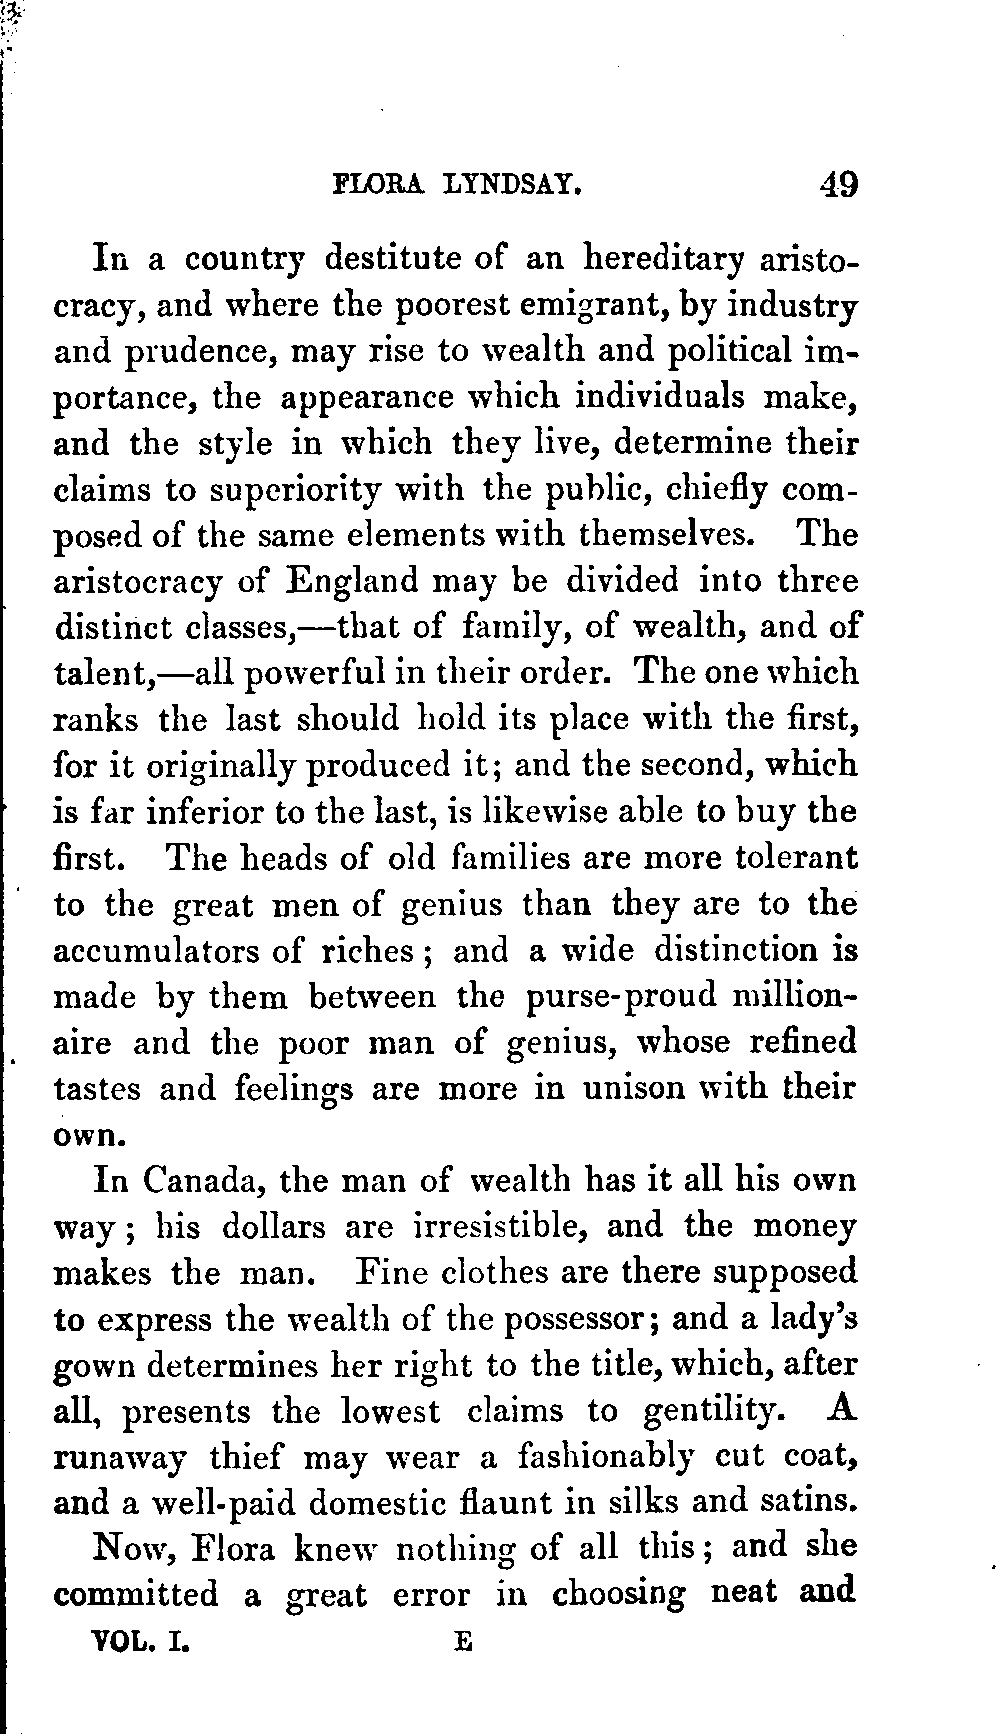 FLORA LYNDSAY. 49
In a country destitute of an hereditary aristo-
cracy, and where the poorest emigrant, by industry
and prudence, may rise to wealth and political im-
portance, the appearance which individuals make,
and the style in which they live, determine their
claims to superiority with the public, chiefly com-
posed of the same elements with themselves. The
aristocracy of England may be divided into three
distinct classes,—that of family, of wealth, and of
talent,—all powerful in their order. The one which
ranks the last should hold its place with the first,
for it originally produced it; and the second, which
is far inferior to the last, is likewise able to buy the
first. The heads of old families are more tolerant
to the great men of genius than they are to the
accumulators of riches; and a wide distinction is
made by them between the purse-proud million-
aire and the poor man of genius, whose refined
tastes and feelings are more in unison with their
own.
In Canada, the man of wealth has it all his own
way; his dollars are irresistible, and the money
makes the man. Fine clothes are there supposed
to express the wealth of the possessor; and a lady's
gown determines her right to the title, which, after
all, presents the lowest claims to gentility. A
runaway thief may wear a fashionably cut coat,
and a well-paid domestic flaunt in silks and satins.
Now, Flora knew nothing of all this; and she
committed a great error in choosing neat and
VOL. I. E